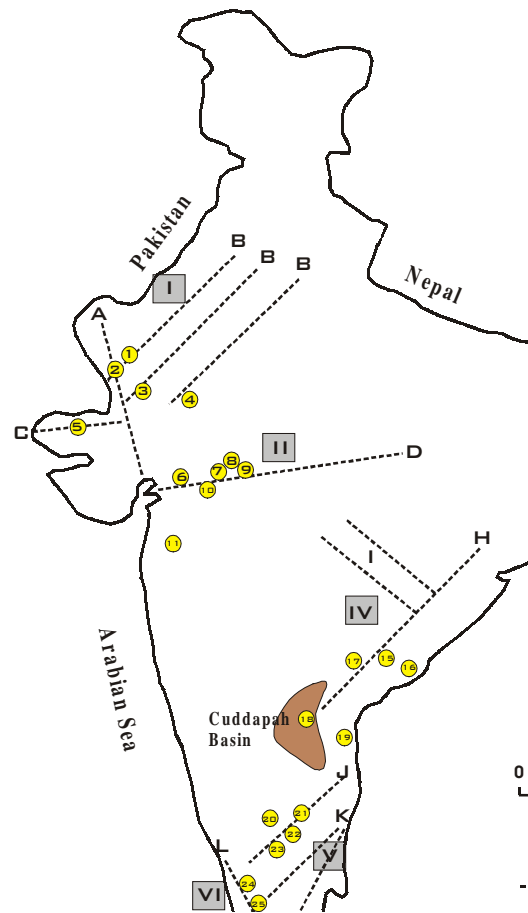 Pakistan
B
B
B
I
Nepal
A
1
2
3
4
C
5
II
D
8
7
9
6
10
11
H
I
IV
17
15
16
Arabian Sea
Cuddapah
Basin
18
19
0
J
20
21
K
22
L
23
V
24
VI
25